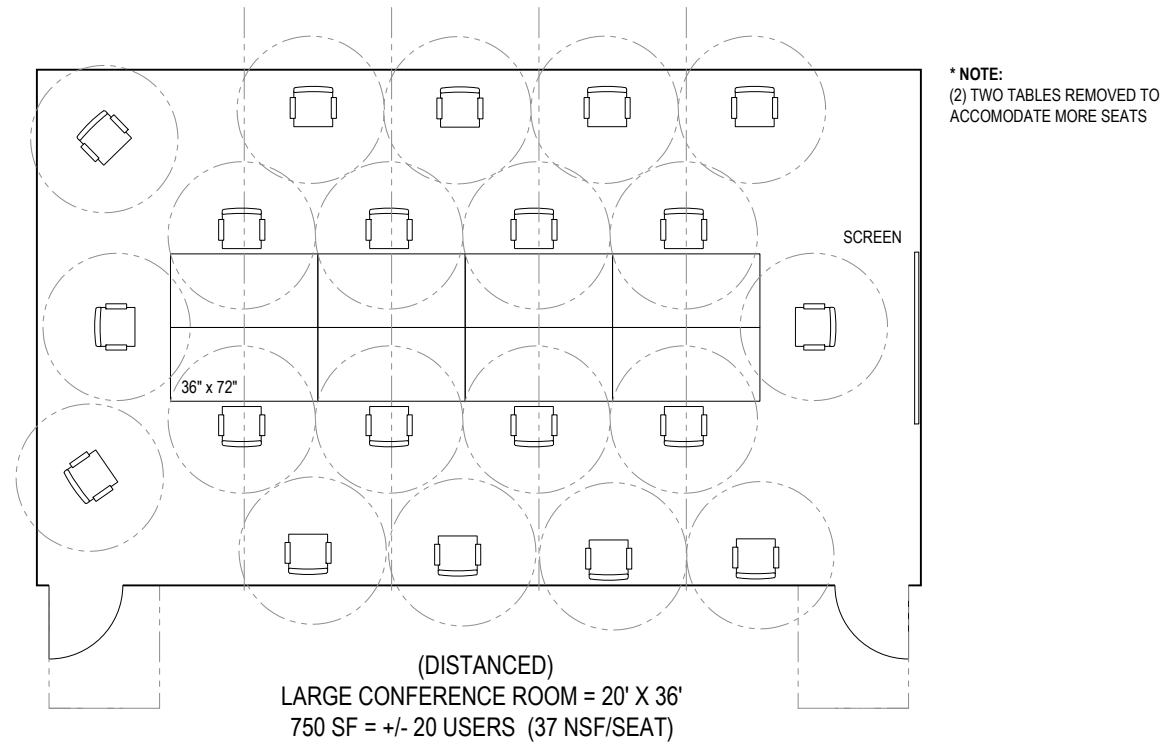 * NOTE:
(2) TWO TABLES REMOVED TO
ACCOMODATE MORE SEATS
SCREEN
36" x 72"
(DISTANCED)
LARGE CONFERENCE ROOM = 20' X 36'
750 SF = +/- 20 USERS (37 NSF/SEAT)